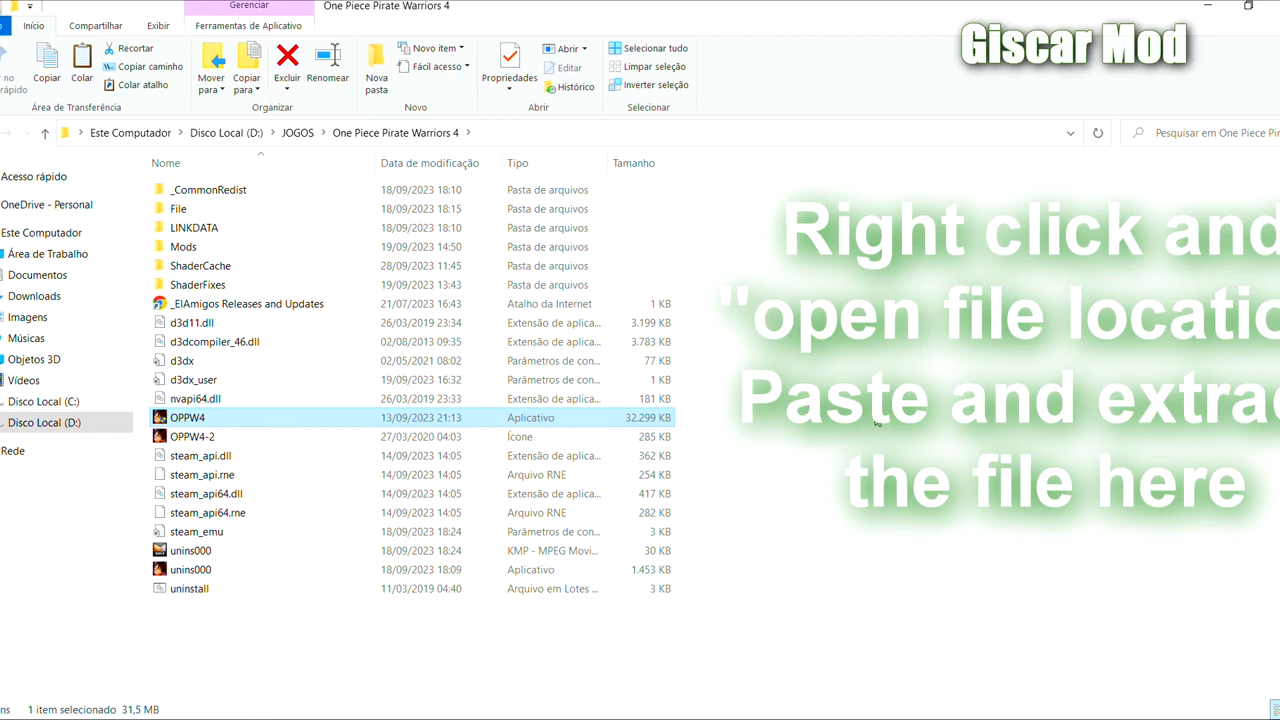 Gerenciar
One Piece Pirate Warriors 4
Início
Compartilhar
Exibir
Ferramentas de Aplicativo
Giscar Mod
Copiar
Colar
Recortar
Copiar caminho
Colar atalho
Área de Transferência
Mover para
Copiar para
Excluir
Renomear
Organizar
Nova pasta
Novo item
Fácil acesso
Novo
Propriedades
Abrir
Editar
Histórico
Abrir
Selecionar tudo
Limpar seleção
Inverter seleção
Selecionar
Este Computador > Disco Local (D:) > JOGOS > One Piece Pirate Warriors 4 >
Pesquisar em One Piece
Acesso rápido
OneDrive - Personal
Este Computador
Área de Trabalho
Documentos
Downloads
Imagens
Músicas
Objetos 3D
Vídeos
Disco Local (C:)
Disco Local (D:)
Rede
Nome Data de modificação Tipo Tamanho
_CommonRedist 18/09/2023 18:10 Pasta de arquivos
File 18/09/2023 18:15 Pasta de arquivos
LINKDATA 18/09/2023 18:10 Pasta de arquivos
Mods 19/09/2023 14:50 Pasta de arquivos
ShaderCache 28/09/2023 11:45 Pasta de arquivos
ShaderFixes 19/09/2023 13:43 Pasta de arquivos
_ElAmigos Releases and Updates 21/07/2023 16:43 Atalho da Internet 1 KB
d3d11.dll 26/03/2019 23:34 Extensão de aplica... 3.199 KB
d3dcompiler_46.dll 02/08/2013 09:35 Extensão de aplica... 3.783 KB
d3dx 02/05/2021 08:02 Parâmetros de con... 77 KB
d3dx_user 19/09/2023 16:32 Parâmetros de con... 1 KB
nvapi64.dll 26/03/2019 23:33 Extensão de aplica... 181 KB
OPPW4 13/09/2023 21:13 Aplicativo 32.299 KB
OPPW4-2 27/03/2020 04:03 Ícone 285 KB
steam_api.dll 14/09/2023 14:05 Extensão de aplica... 362 KB
steam_api.rne 14/09/2023 14:05 Arquivo RNE 254 KB
steam_api64.dll 14/09/2023 14:05 Extensão de aplica... 417 KB
steam_api64.rne 14/09/2023 14:05 Arquivo RNE 282 KB
steam_emu 18/09/2023 18:24 Parâmetros de con... 3 KB
unins000 18/09/2023 18:24 KMP - MPEG Movi... 30 KB
unins000 18/09/2023 18:09 Aplicativo 1.453 KB
uninstall 11/03/2019 04:40 Arquivo em Lotes ... 3 KB
Right click and
"open file locatio
Paste and extra
the file here
1 item selecionado 31,5 MB